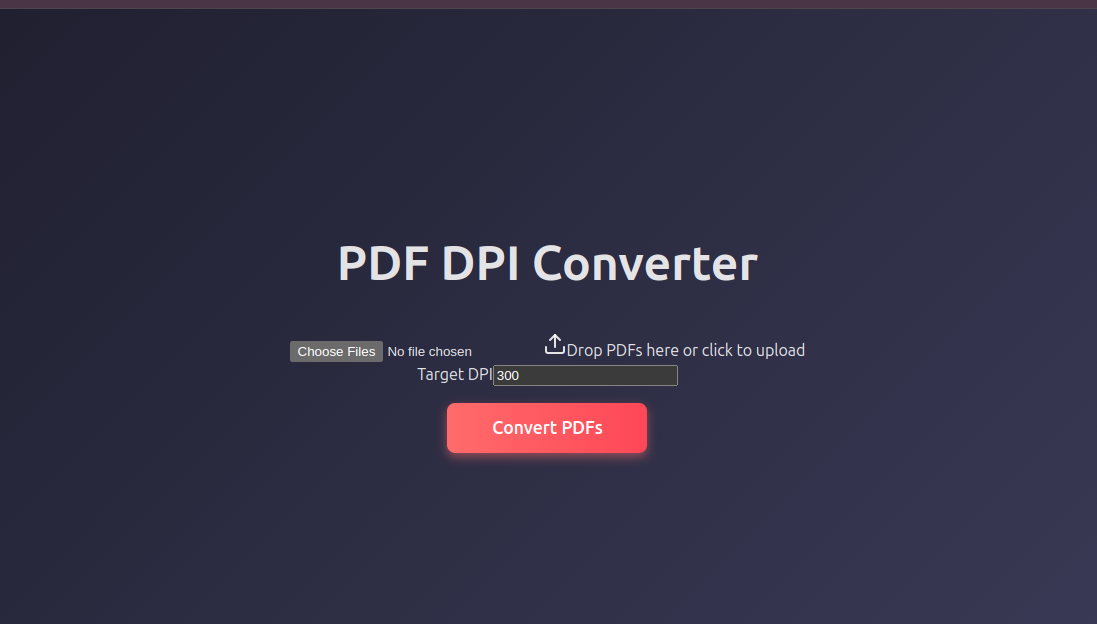 PDF DPI Converter
Choose Files No file chosen Drop PDFs here or click to upload
Target DPI 300
Convert PDFs